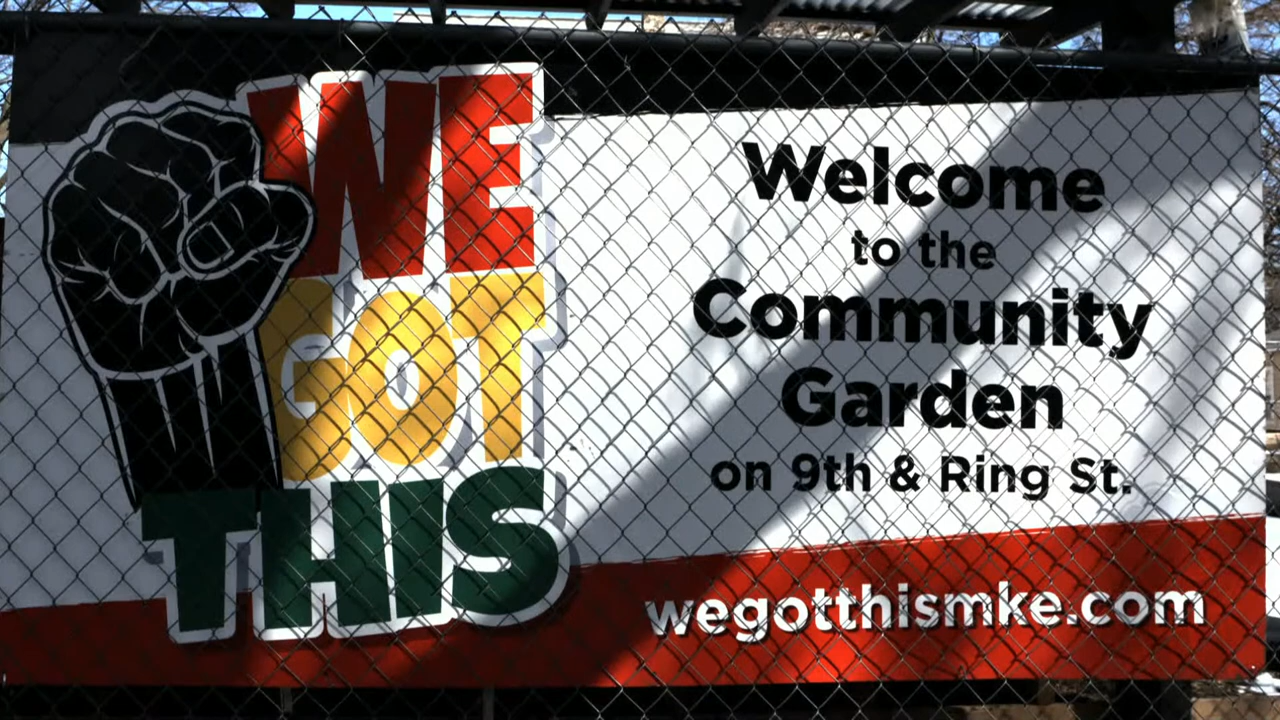 WE
GOT
THIS
Welcome
to the
Community
Garden
on 9th & Ring St.
wegotthismke.com